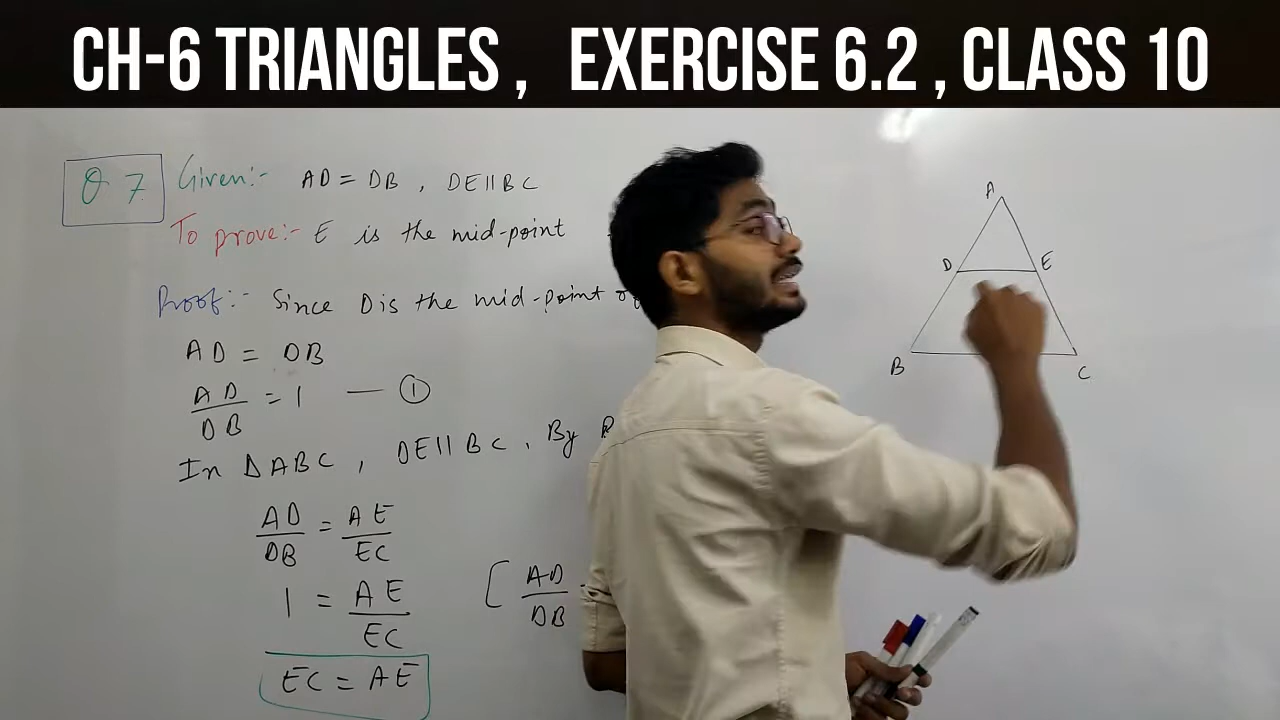 CH-6 TRIANGLES , EXERCISE 6.2 , CLASS 10
Q 7
Given:- AD = DB , DE||BC
To prove:- E is the mid-point
Proof:- Since D is the mid-point of
AD = DB
AD/DB = 1 — ①
In ΔABC , DE||BC , By
AD/DB = AE/EC
1 = AE/EC
[ AD/DB
EC = AE
A
D E
B C